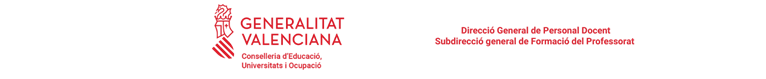 GENERALITAT
VALENCIANA
Conselleria d'Educació,
Universitats i Ocupació
Direcció General de Personal Docent
Subdirecció general de Formació del Professorat